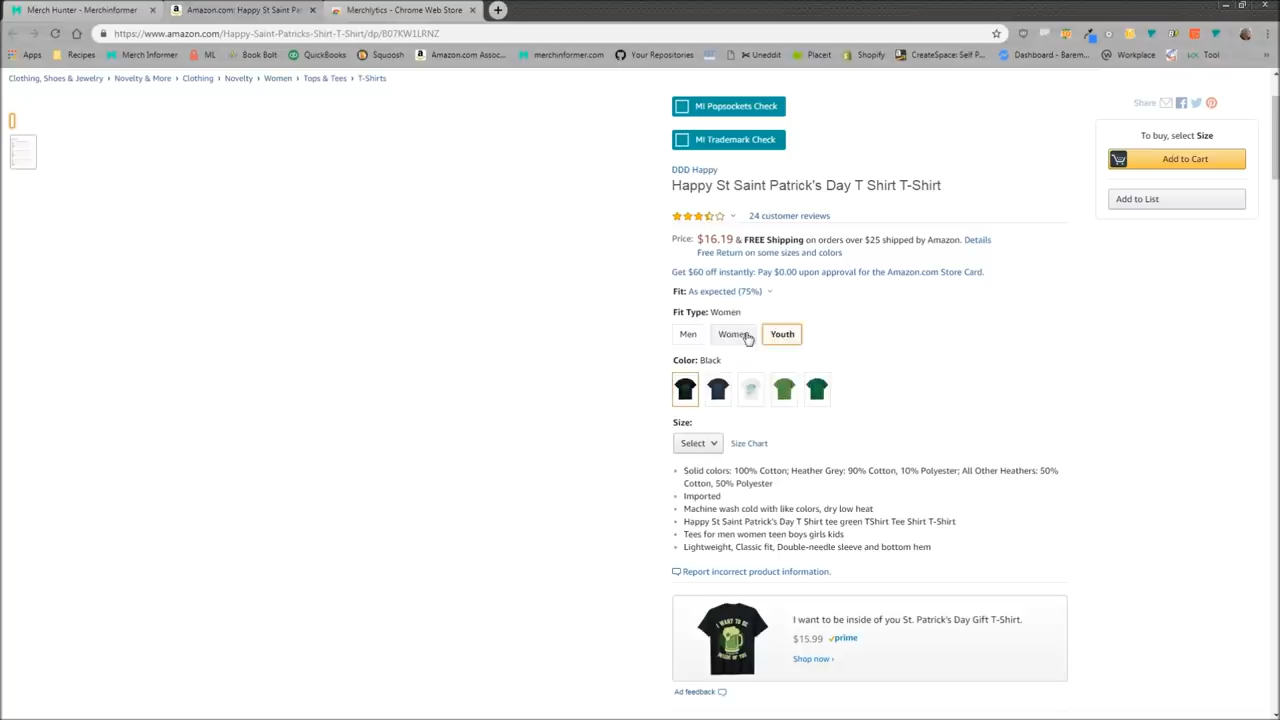 Merch Hunter - Merchinformer
Amazon.com: Happy St Saint Pat
Merchlytics - Chrome Web Store
https://www.amazon.com/Happy-Saint-Patricks-Shirt-T-Shirt/dp/B07KW1LRNZ
Apps Recipes Merch Informer ML Book Bolt QuickBooks Squoosh Amazon.com Assoc... merchinformer.com Your Repositories Uneddit Placeit Shopify CreateSpace: Self P... Dashboard - Barem... Workplace Tool
Clothing, Shoes & Jewelry › Novelty & More › Clothing › Novelty › Women › Tops & Tees › T-Shirts
MI Popsockets Check
Share
To buy, select Size
MI Trademark Check
Add to Cart
DDD Happy
Happy St Saint Patrick's Day T Shirt T-Shirt
Add to List
24 customer reviews
Price: $16.19 & FREE Shipping on orders over $25 shipped by Amazon. Details
Free Return on some sizes and colors
Get $60 off instantly: Pay $0.00 upon approval for the Amazon.com Store Card.
Fit: As expected (75%)
Fit Type: Women
Men Women Youth
Color: Black
Size:
Select Size Chart
• Solid colors: 100% Cotton; Heather Grey: 90% Cotton, 10% Polyester; All Other Heathers: 50%
Cotton, 50% Polyester
• Imported
• Machine wash cold with like colors, dry low heat
• Happy St Saint Patrick's Day T Shirt tee green TShirt Tee Shirt T-Shirt
• Tees for men women teen boys girls kids
• Lightweight, Classic fit, Double-needle sleeve and bottom hem
Report incorrect product information.
I WANT TO BE
INSIDE OF YOU
I want to be inside of you St. Patrick's Day Gift T-Shirt.
$15.99 prime
Shop now ›
Ad feedback